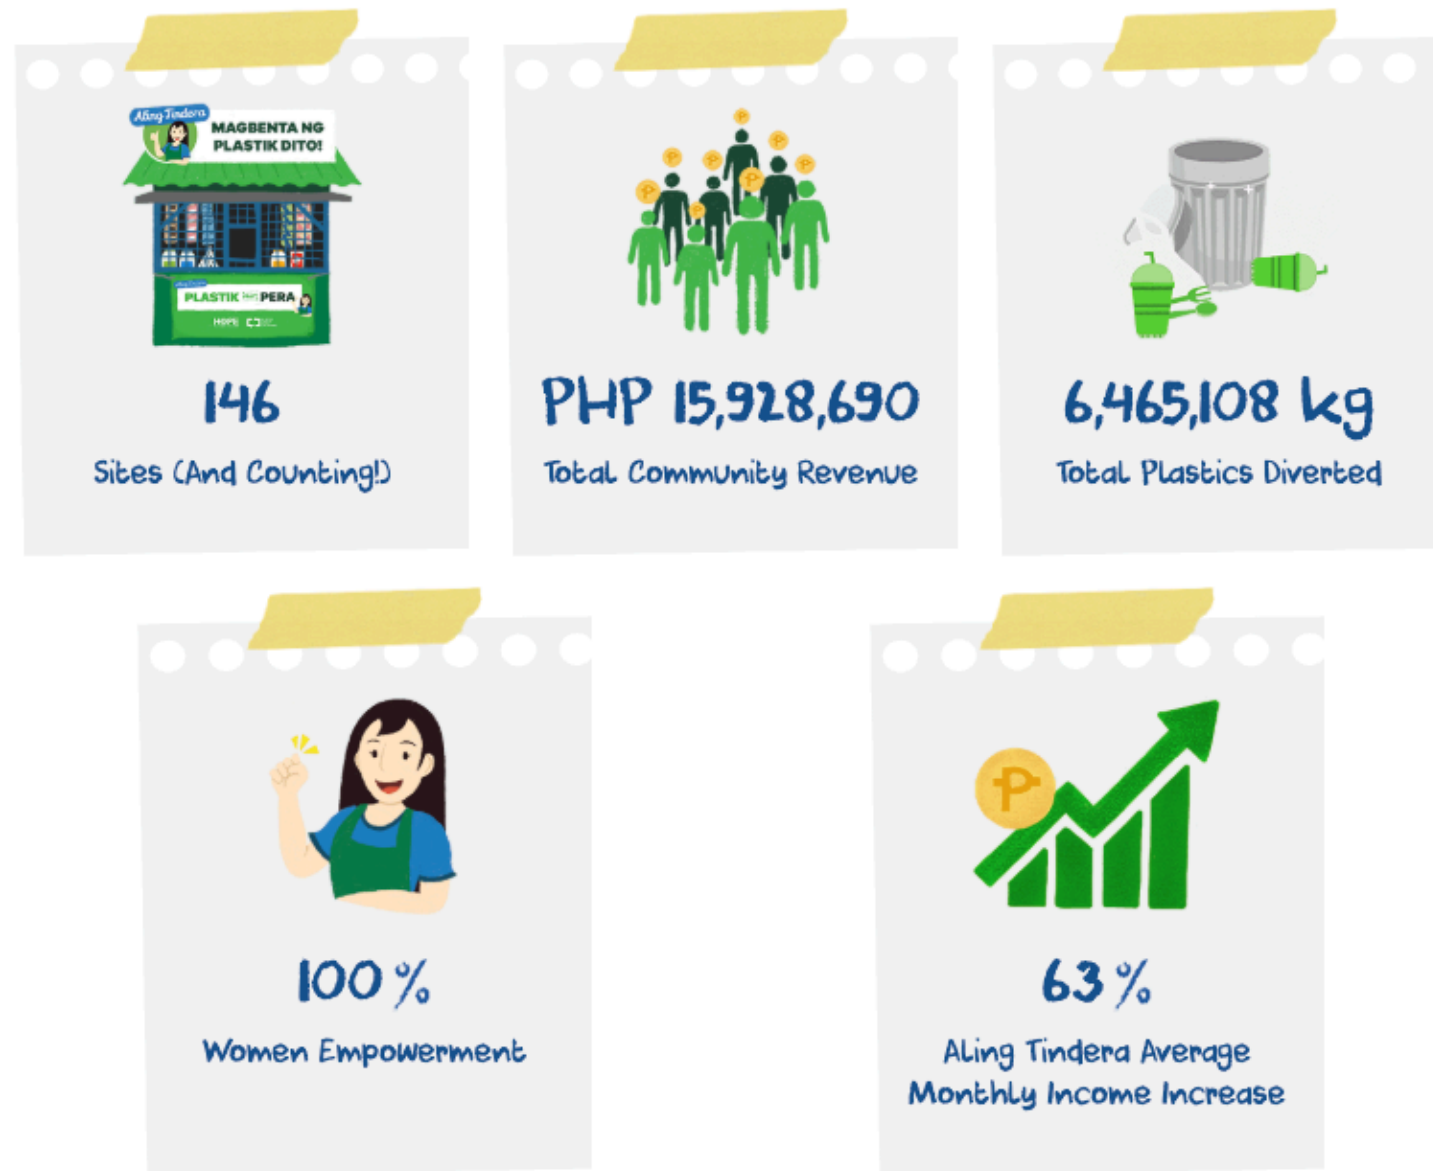 Aling Tindera
MAGBENTA NG
PLASTIK DITO!
PLASTIK
PERA
HOPE
146
Sites (And Counting!)
PHP 15,928,690
Total Community Revenue
6,465,108 kg
Total Plastics Diverted
100%
Women Empowerment
63%
Aling Tindera Average
Monthly Income Increase